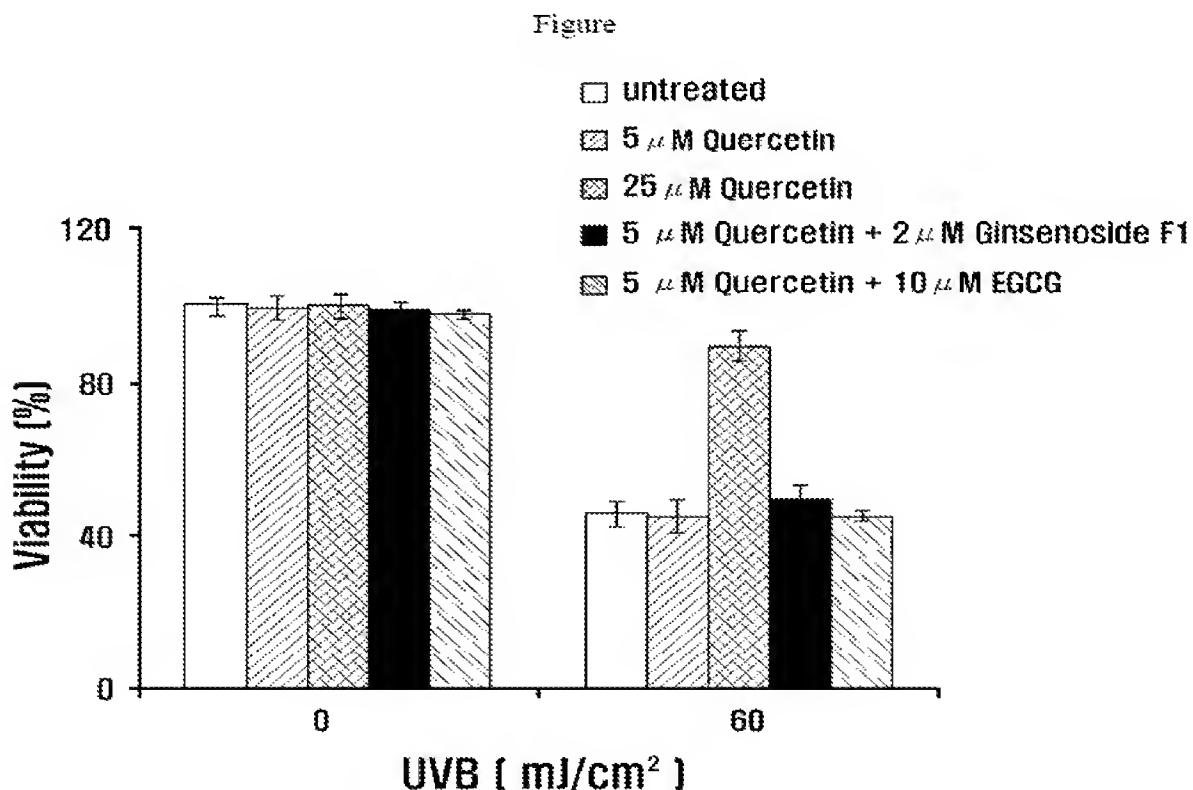 Figure
untreated
5 μM Quercetin
25 μM Quercetin
5 μM Quercetin + 2 μM Ginsenoside F1
5 μM Quercetin + 10 μM EGCG
120
80
40
0
Viability (%)
0 60
UVB ( mJ/cm² )